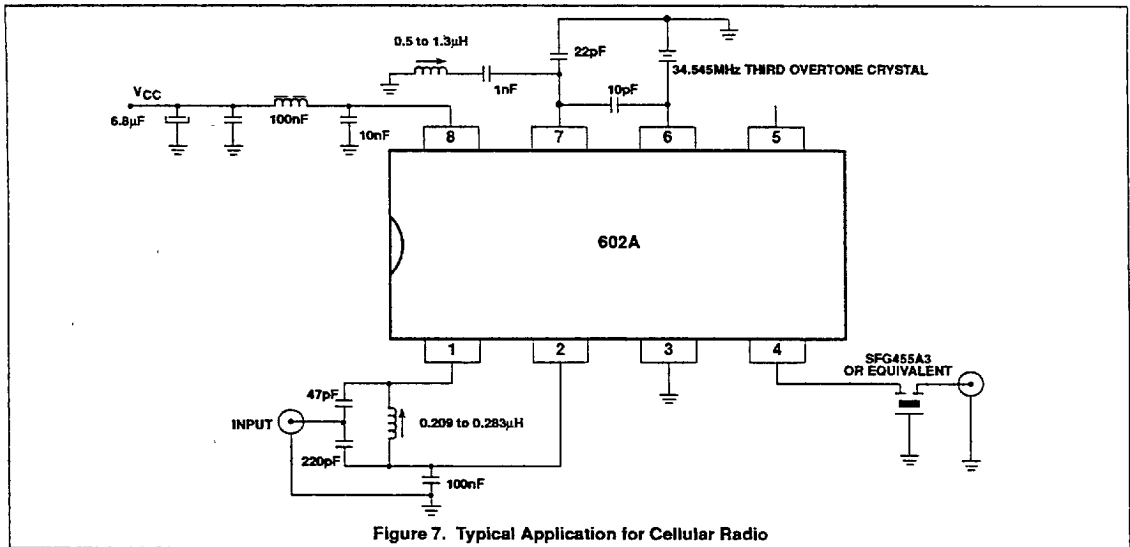 0.5 to 1.3µH
22pF
1nF
34.545MHz THIRD OVERTONE CRYSTAL
10pF
VCC
6.8µF
100nF
10nF
8
7
6
5
602A
1
2
3
4
SFG455A3
OR EQUIVALENT
47pF
INPUT
0.209 to 0.283µH
220pF
100nF
Figure 7. Typical Application for Cellular Radio